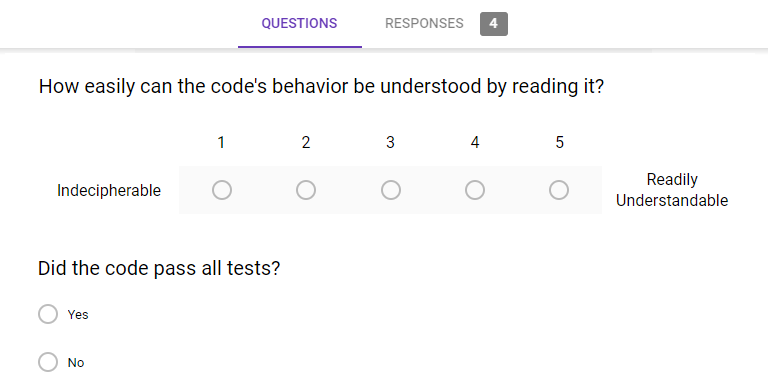 QUESTIONS RESPONSES 4
How easily can the code's behavior be understood by reading it?
1 2 3 4 5
Indecipherable
Readily
Understandable
Did the code pass all tests?
Yes
No